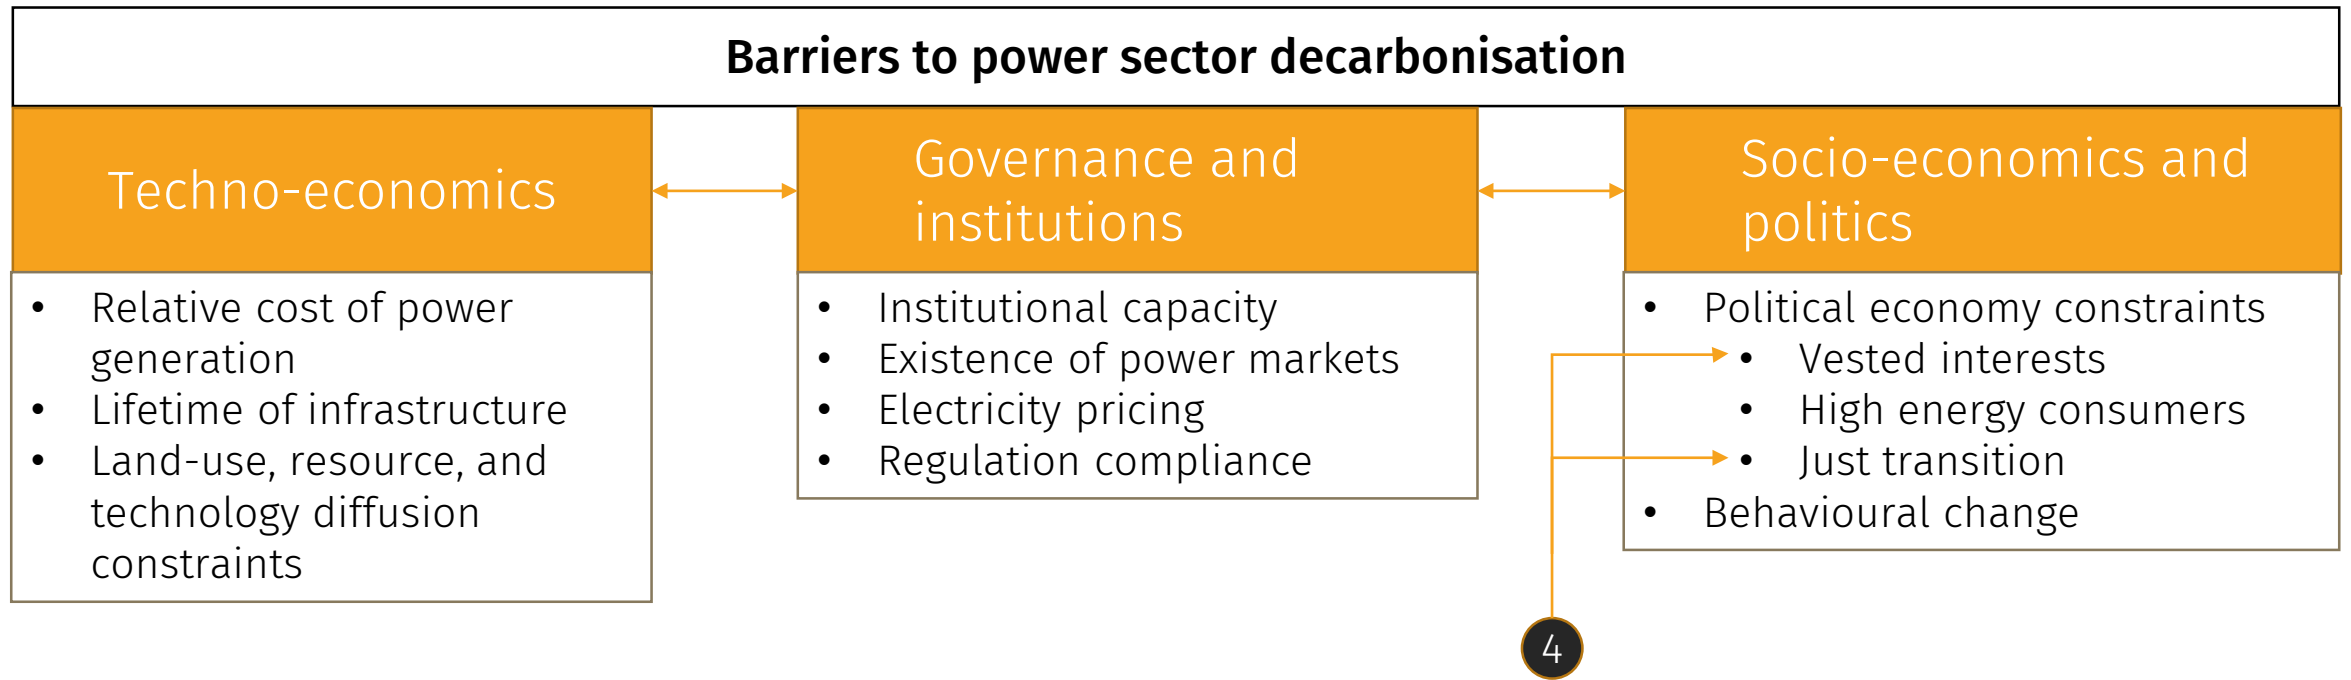 Barriers to power sector decarbonisation
Techno-economics
• Relative cost of power
generation
• Lifetime of infrastructure
• Land-use, resource, and
technology diffusion
constraints
Governance and
institutions
• Institutional capacity
• Existence of power markets
• Electricity pricing
• Regulation compliance
Socio-economics and
politics
• Political economy constraints
• Vested interests
• High energy consumers
• Just transition
• Behavioural change
4